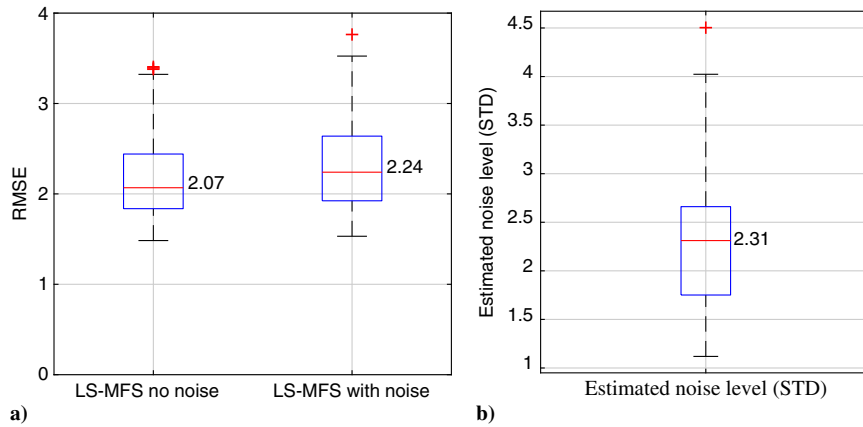 4
3
2
1
0
RMSE
2.07
2.24
LS-MFS no noise
LS-MFS with noise
a)
4.5
4
3.5
3
2.5
2
1.5
1
Estimated noise level (STD)
2.31
Estimated noise level (STD)
b)